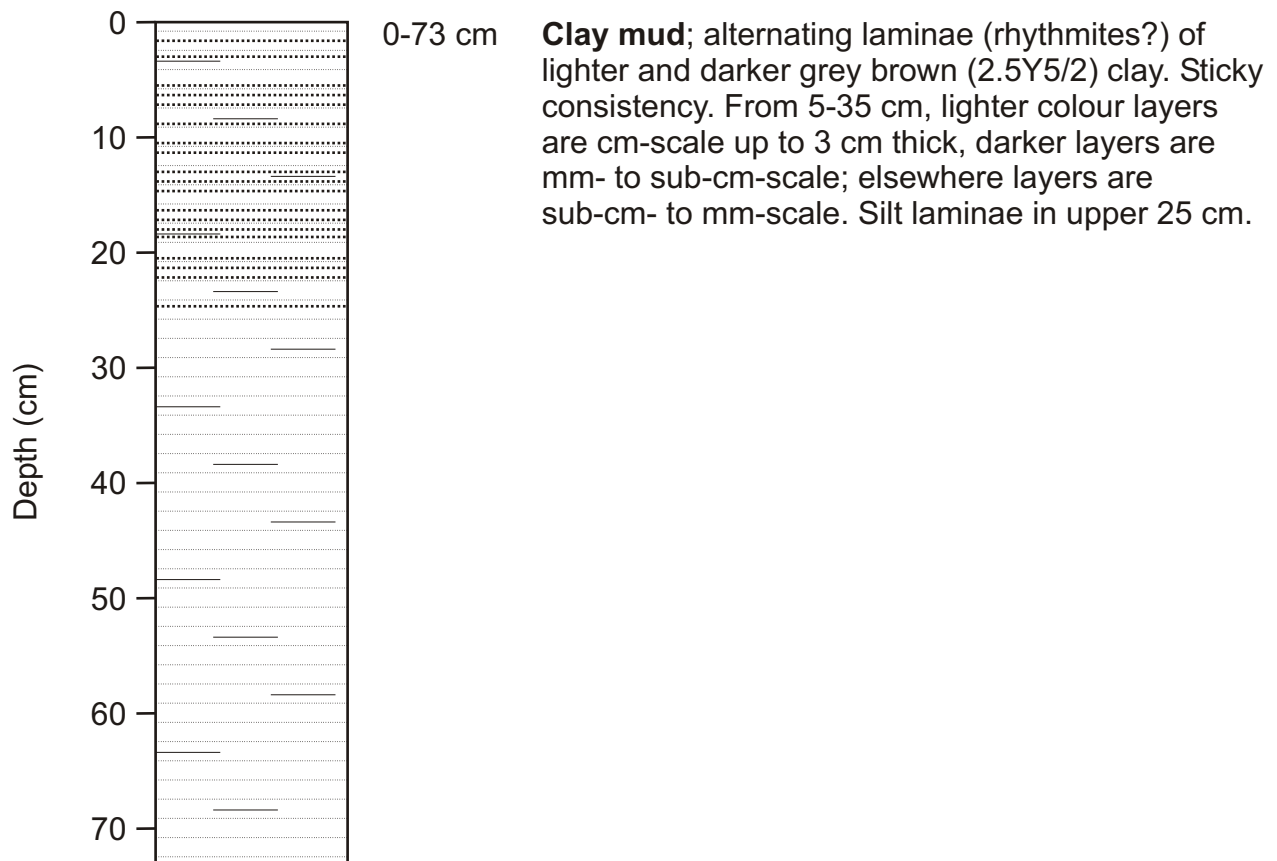 0-73 cm
Clay mud; alternating laminae (rhythmites?) of
lighter and darker grey brown (2.5Y5/2) clay. Sticky
consistency. From 5-35 cm, lighter colour layers
are cm-scale up to 3 cm thick, darker layers are
mm- to sub-cm-scale; elsewhere layers are
sub-cm- to mm-scale. Silt laminae in upper 25 cm.
Depth (cm)
0
10
20
30
40
50
60
70